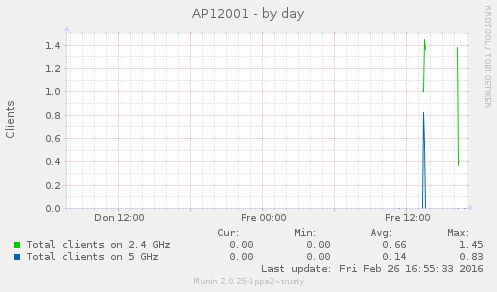 AP12001 - by day
RRDTOOL / TOBI OETIKER
Clients
1.4
1.2
1.0
0.8
0.6
0.4
0.2
0.0
Don 12:00 Fre 00:00 Fre 12:00
Cur: Min: Avg: Max:
Total clients on 2.4 GHz 0.00 0.00 0.66 1.45
Total clients on 5 GHz 0.00 0.00 0.14 0.83
Last update: Fri Feb 26 16:55:33 2016
Munin 2.0.25-1ppa2~trusty